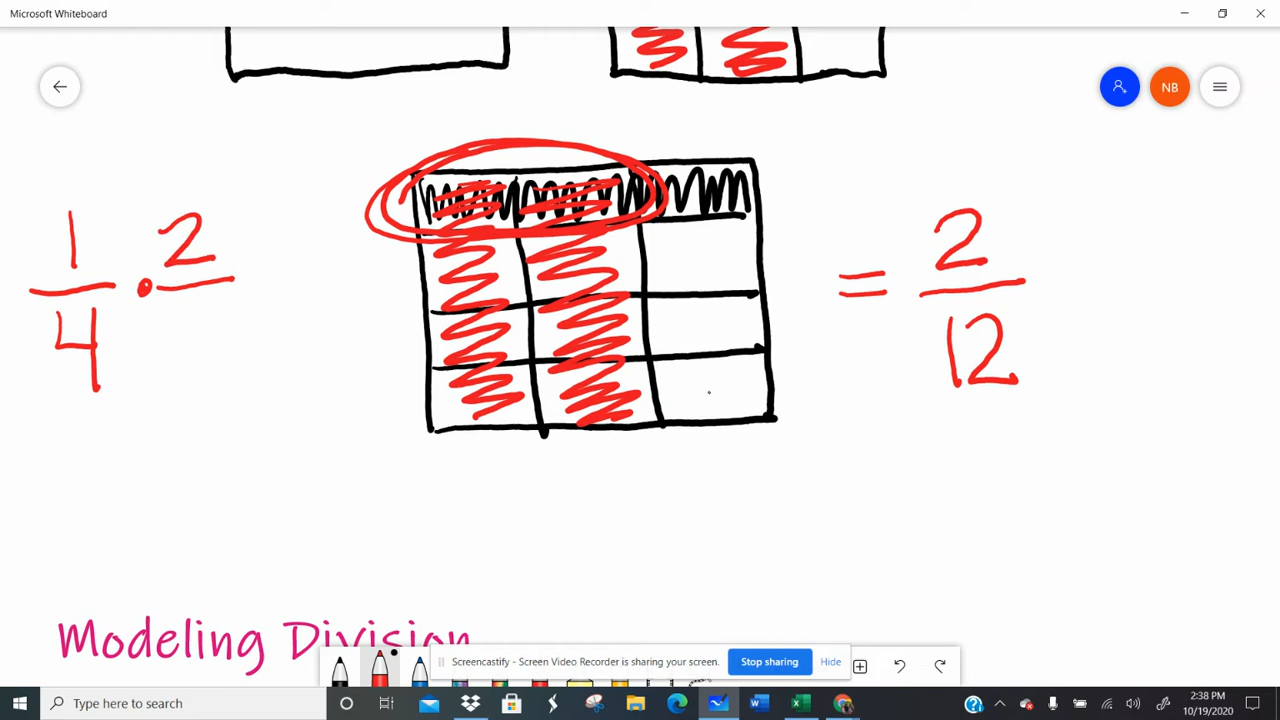 Microsoft Whiteboard
NB
1/4 · 2/
= 2/12
Modeling Division
Screencastify - Screen Video Recorder is sharing your screen.
Stop sharing
Hide
Type here to search
2:38 PM
10/19/2020